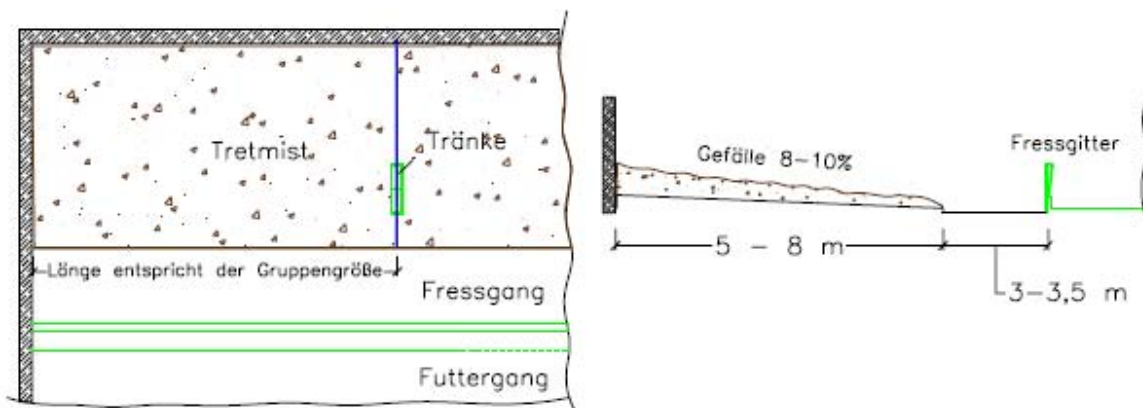 Tretmist
Tränke
Länge entspricht der Gruppengröße
Fressgang
Futtergang
Gefälle 8-10%
Fressgitter
5 - 8 m
3-3,5 m